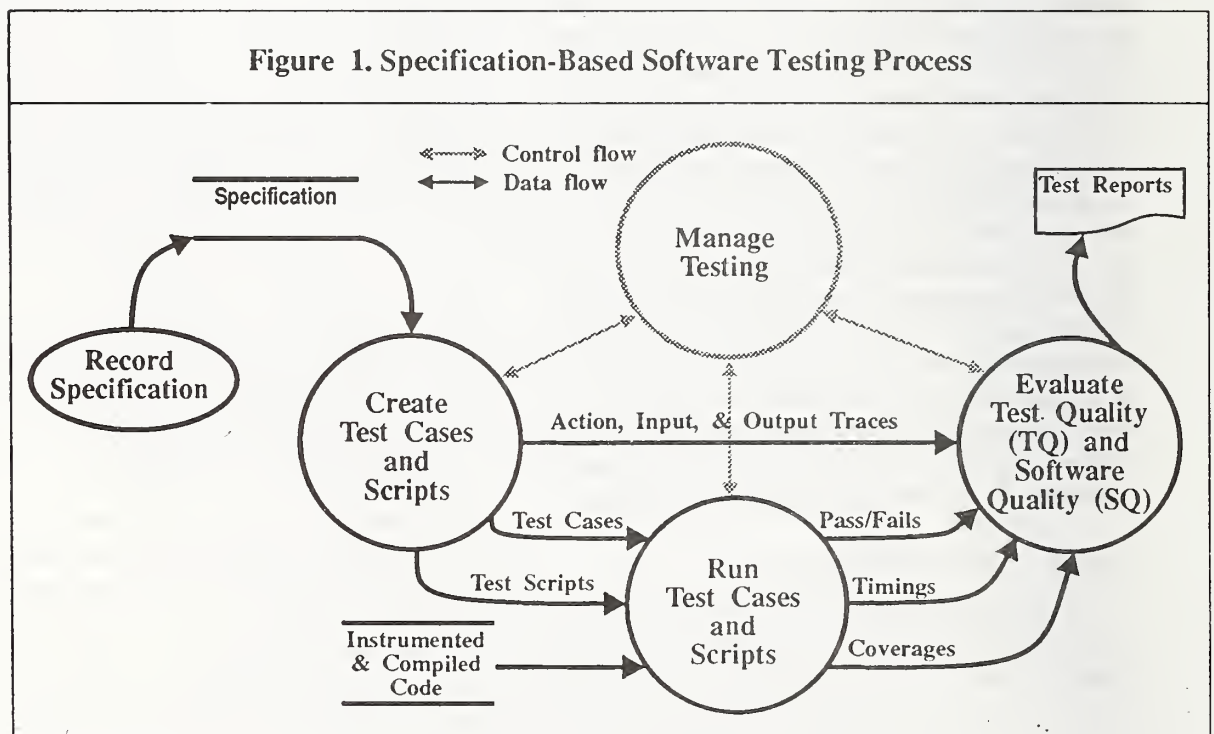 Figure 1. Specification-Based Software Testing Process
Control flow
Data flow
Specification
Test Reports
Manage
Testing
Record
Specification
Create
Test Cases
and
Scripts
Action, Input, & Output Traces
Evaluate
Test Quality
(TQ) and
Software
Quality (SQ)
Test Cases
Test Scripts
Instrumented
& Compiled
Code
Run
Test Cases
and
Scripts
Pass/Fails
Timings
Coverages